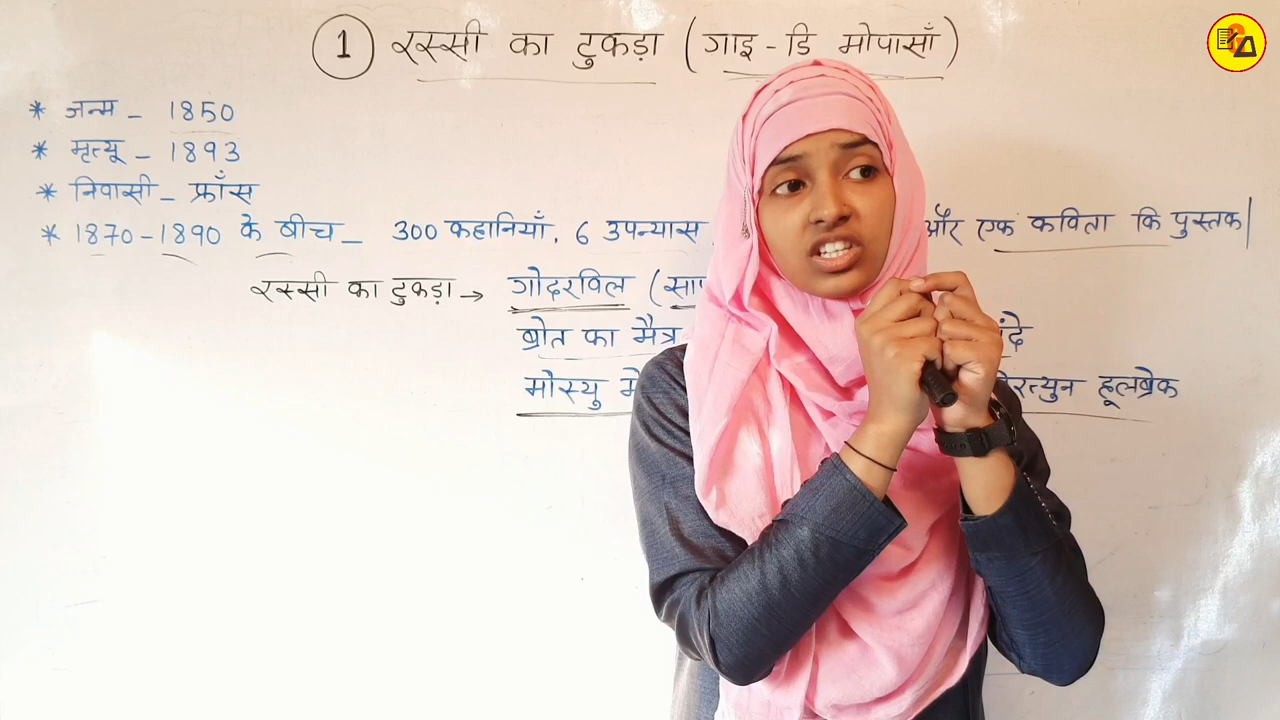 1 रस्सी का टुकड़ा (गाइ - डि मोपासाँ)
* जन्म - 1850
* मृत्यू - 1893
* निवासी - फ्राँस
* 1870 - 1890 के बीच - 300 कहानियाँ, 6 उपन्यास और एक कविता कि पुस्तक|
रस्सी का टुकड़ा → गोदरविल
ब्रोत का मैत्र
मोस्यु हूलब्रेक